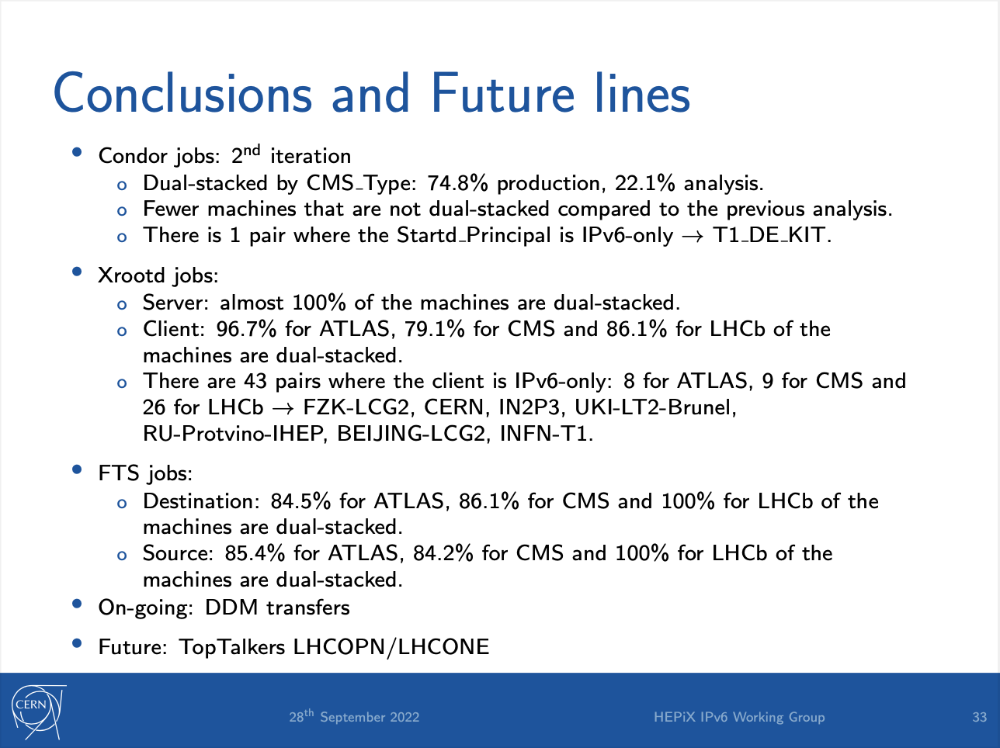 Conclusions and Future lines
• Condor jobs: 2nd iteration
o Dual-stacked by CMS_Type: 74.8% production, 22.1% analysis.
o Fewer machines that are not dual-stacked compared to the previous analysis.
o There is 1 pair where the Startd_Principal is IPv6-only → T1_DE_KIT.
• Xrootd jobs:
o Server: almost 100% of the machines are dual-stacked.
o Client: 96.7% for ATLAS, 79.1% for CMS and 86.1% for LHCb of the
machines are dual-stacked.
o There are 43 pairs where the client is IPv6-only: 8 for ATLAS, 9 for CMS and
26 for LHCb → FZK-LCG2, CERN, IN2P3, UKI-LT2-Brunel,
RU-Protvino-IHEP, BEIJING-LCG2, INFN-T1.
• FTS jobs:
o Destination: 84.5% for ATLAS, 86.1% for CMS and 100% for LHCb of the
machines are dual-stacked.
o Source: 85.4% for ATLAS, 84.2% for CMS and 100% for LHCb of the
machines are dual-stacked.
• On-going: DDM transfers
• Future: TopTalkers LHCOPN/LHCONE
CERN
28th September 2022
HEPiX IPv6 Working Group
33